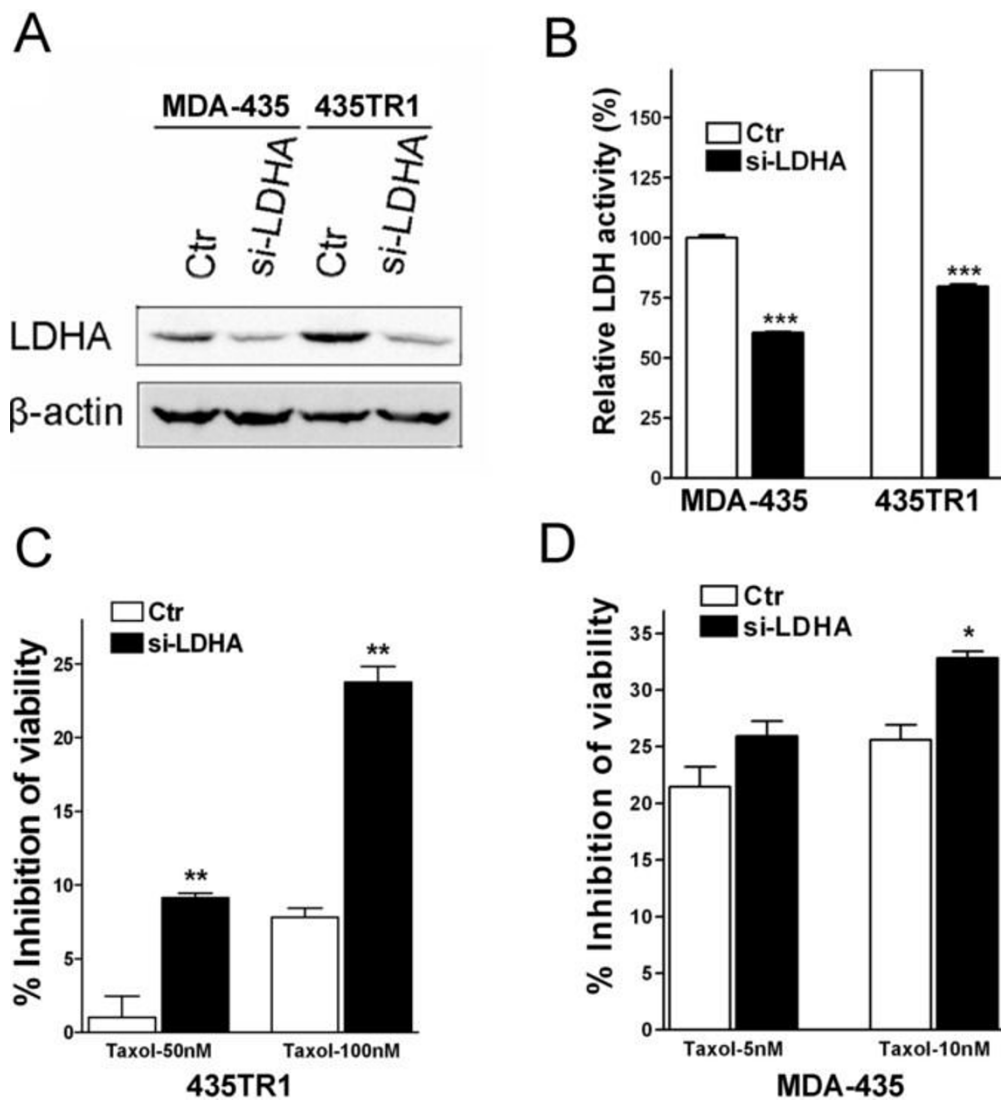 A
MDA-435 435TR1
Ctr si-LDHA Ctr si-LDHA
LDHA
β-actin
B
Relative LDH activity (%)
Ctr
si-LDHA
150
125
100
75
50
25
0
***
***
MDA-435 435TR1
C
% Inhibition of viability
Ctr
si-LDHA
25
20
15
10
5
0
**
**
Taxol-50nM Taxol-100nM
435TR1
D
% Inhibition of viability
Ctr
si-LDHA
35
30
25
20
15
10
5
0
*
Taxol-5nM Taxol-10nM
MDA-435